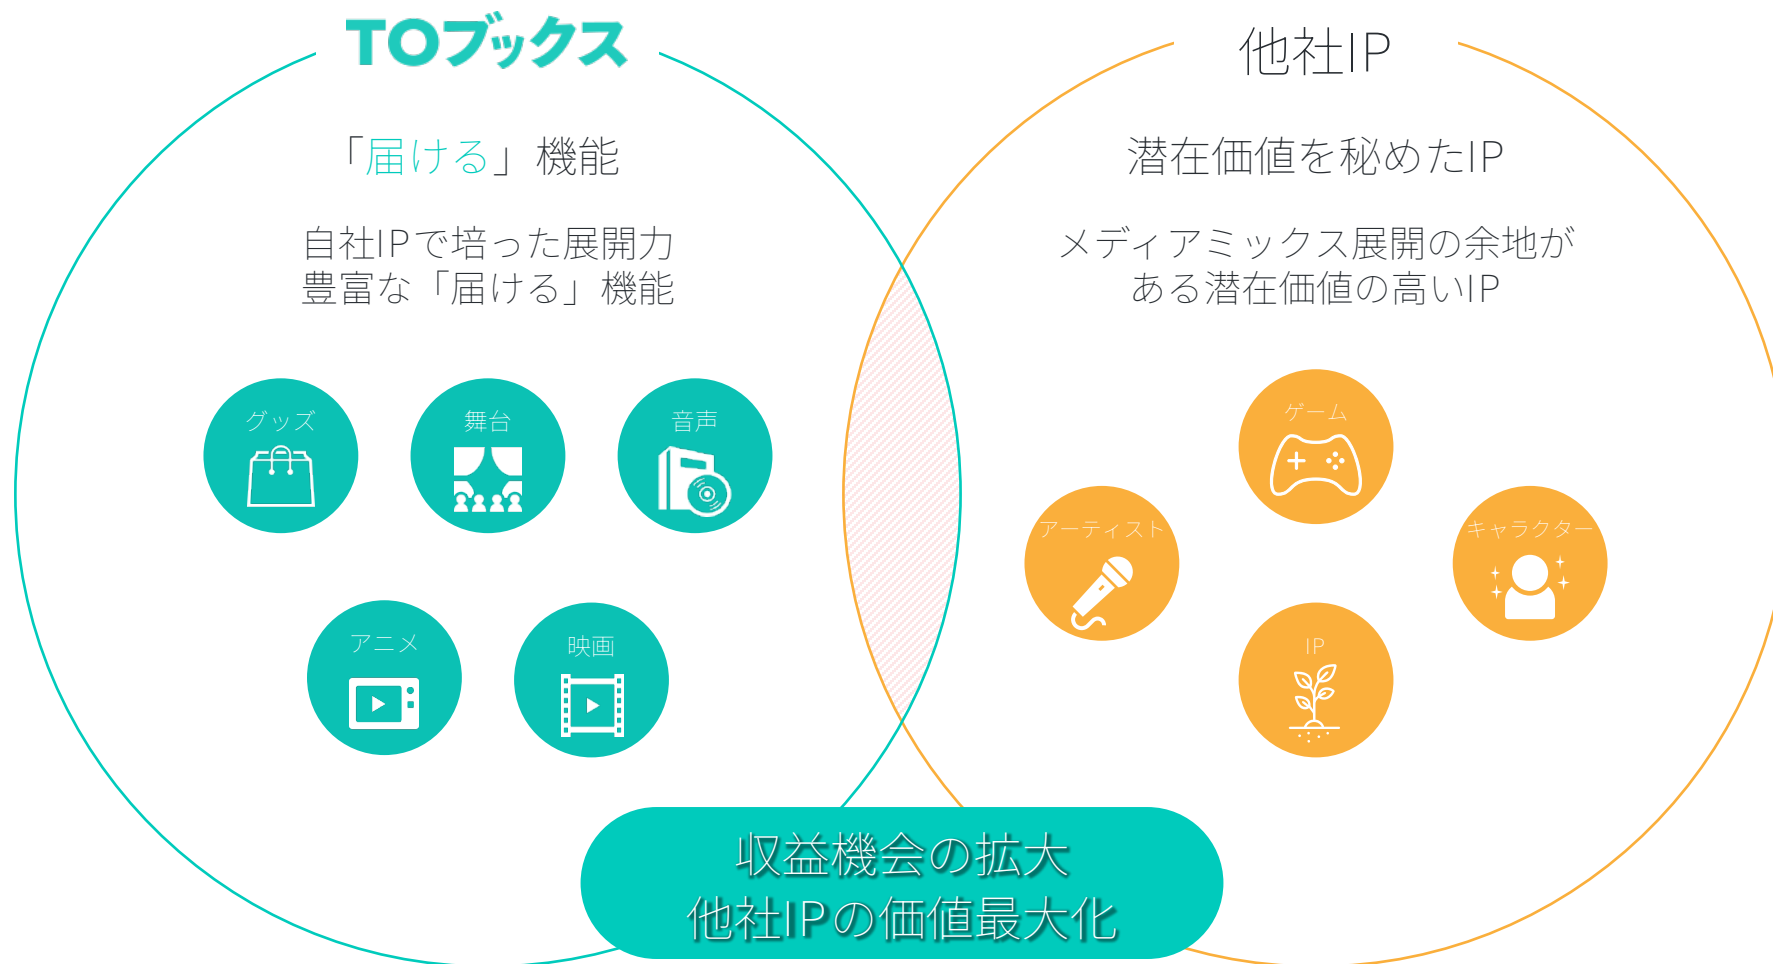 TOブックス
「届ける」機能
自社IPで培った展開力
豊富な「届ける」機能
グッズ
舞台
音声
アニメ
映画
他社IP
潜在価値を秘めたIP
メディアミックス展開の余地が
ある潜在価値の高いIP
ゲーム
アーティスト
キャラクター
IP
収益機会の拡大
他社IPの価値最大化